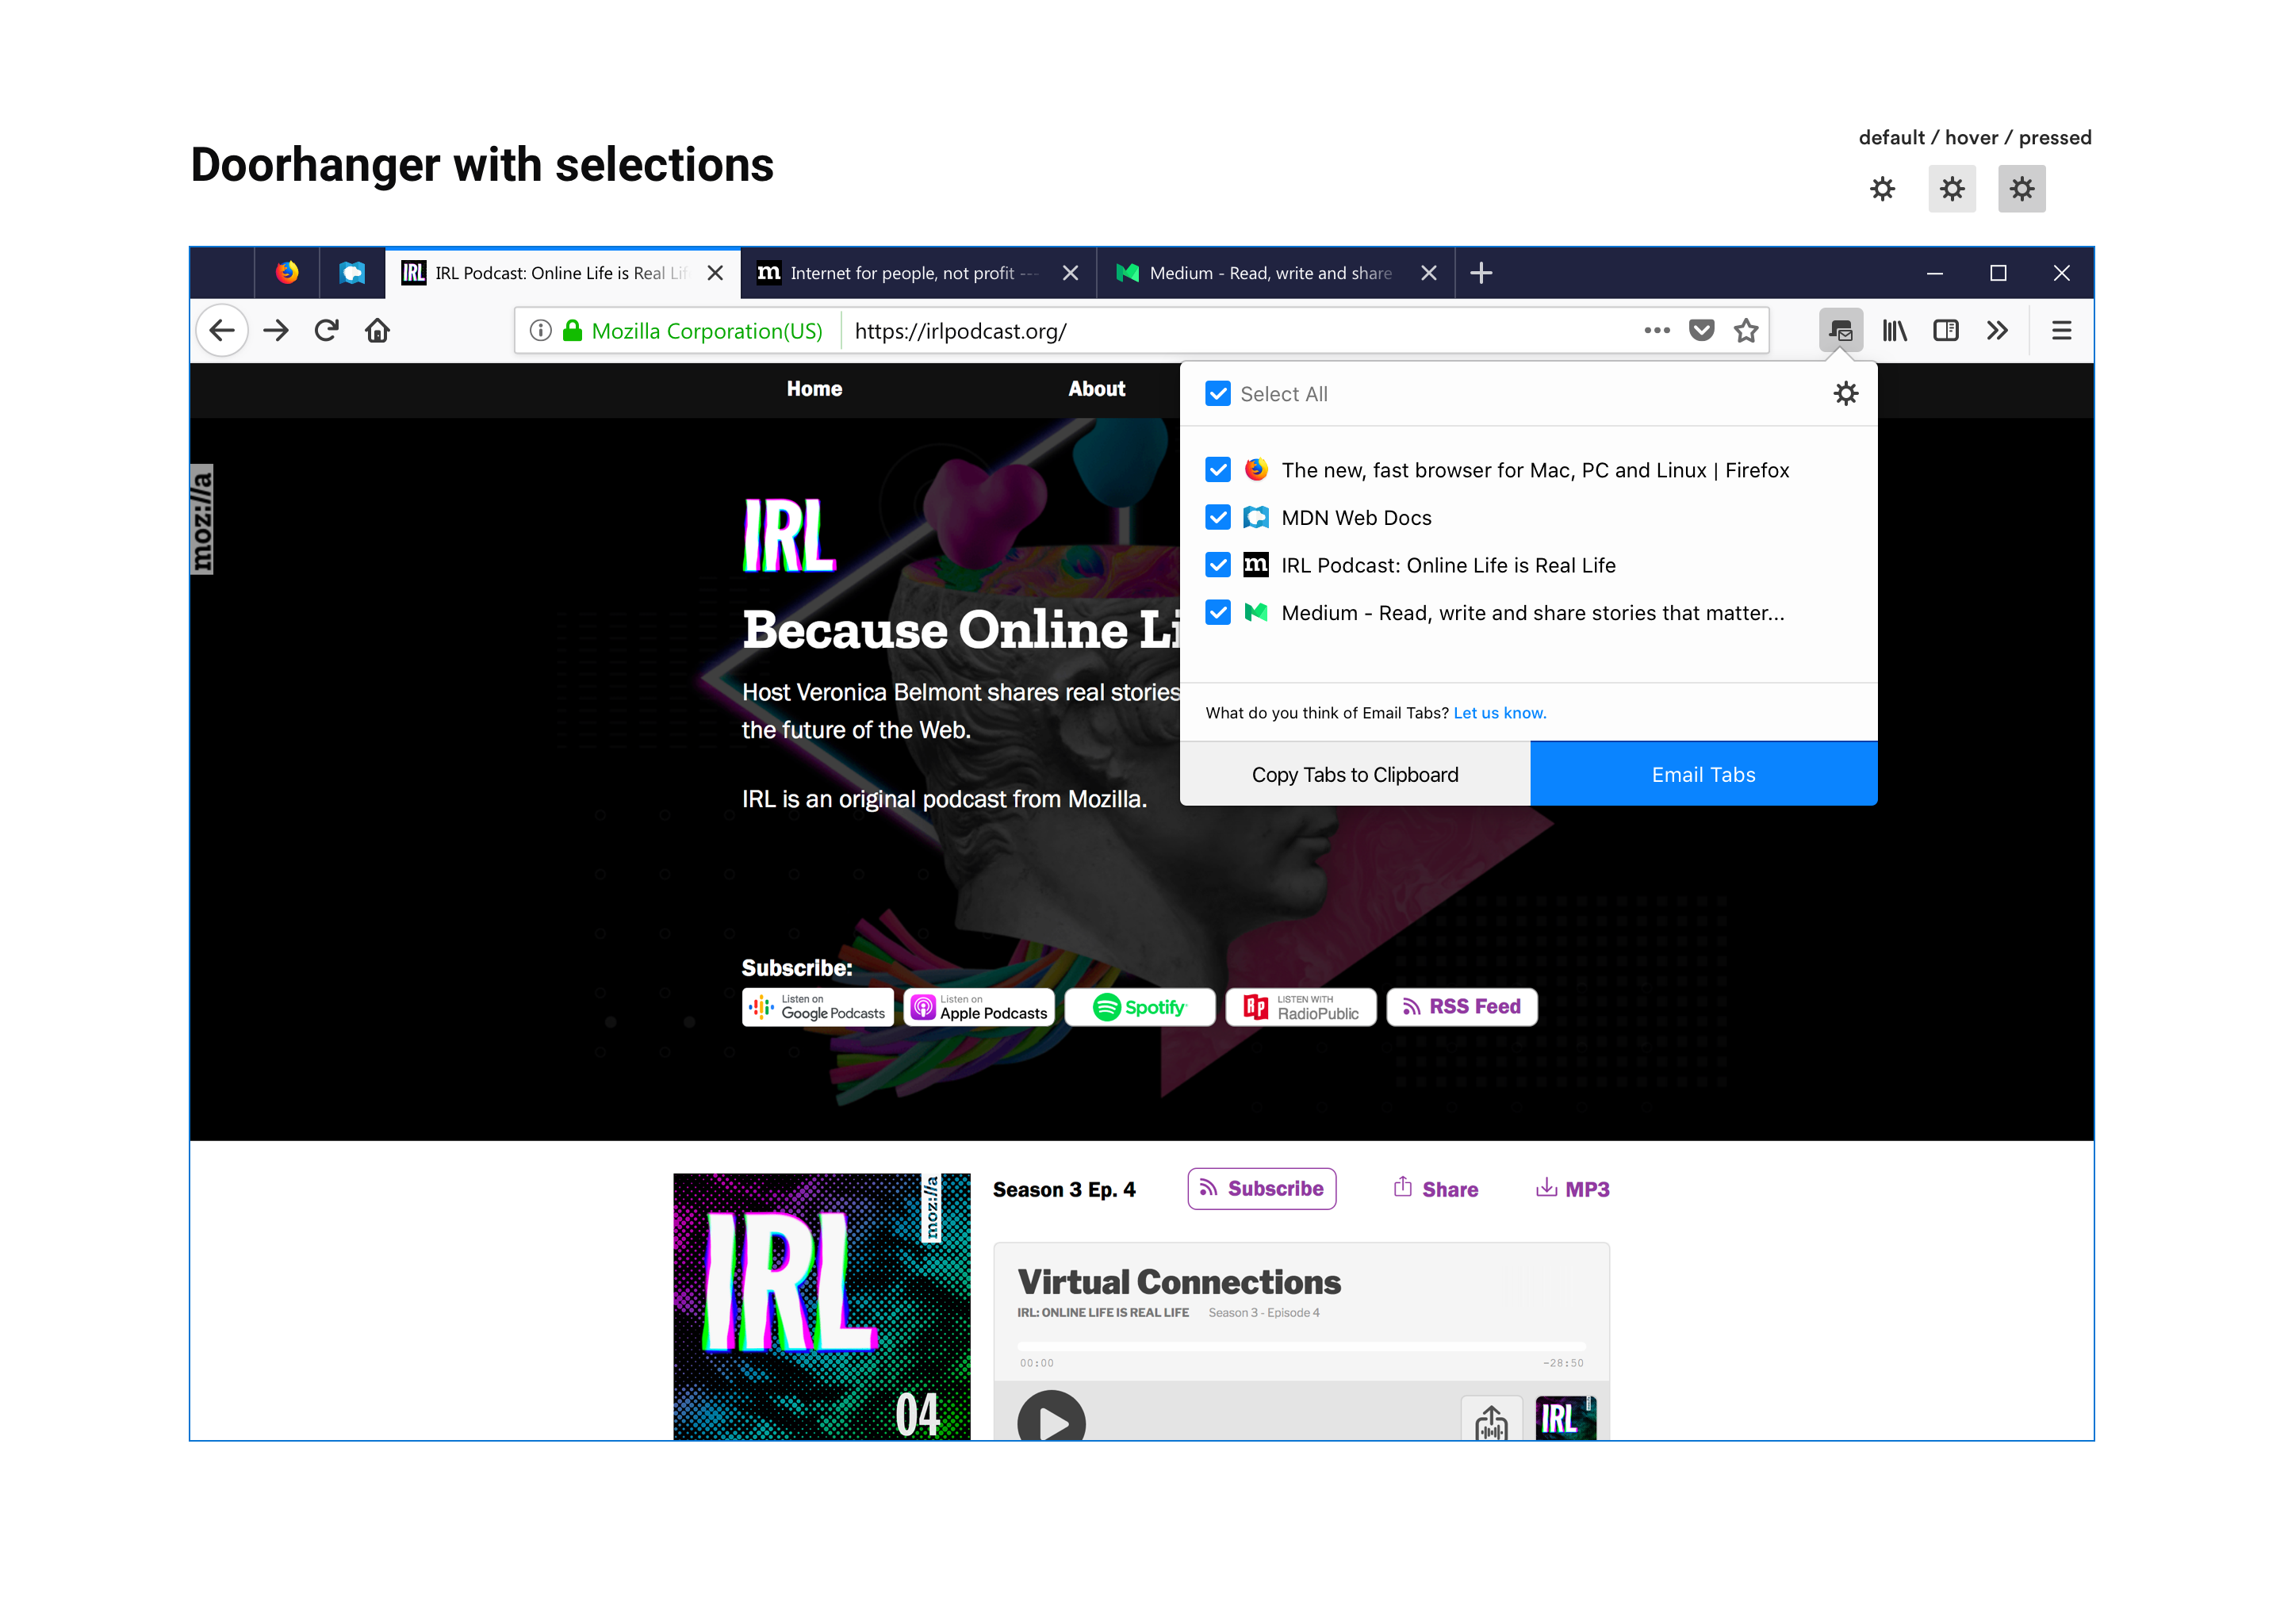 default / hover / pressed
Doorhanger with selections
IRL IRL Podcast: Online Life is Real Lif
m Internet for people, not profit ---
Medium - Read, write and share
Mozilla Corporation(US)
https://irlpodcast.org/
Home
About
Select All
The new, fast browser for Mac, PC and Linux | Firefox
MDN Web Docs
m IRL Podcast: Online Life is Real Life
Medium - Read, write and share stories that matter...
What do you think of Email Tabs? Let us know.
Copy Tabs to Clipboard
Email Tabs
moz://a
IRL
Because Online Li
Host Veronica Belmont shares real stories
the future of the Web.
IRL is an original podcast from Mozilla.
Subscribe:
Listen on
Google Podcasts
Listen on
Apple Podcasts
Spotify
Rp
LISTEN WITH
RadioPublic
RSS Feed
moz://a
IRL
04
Season 3 Ep. 4
Subscribe
Share
MP3
Virtual Connections
IRL: ONLINE LIFE IS REAL LIFE Season 3 - Episode 4
00:00
-28:50
IRL